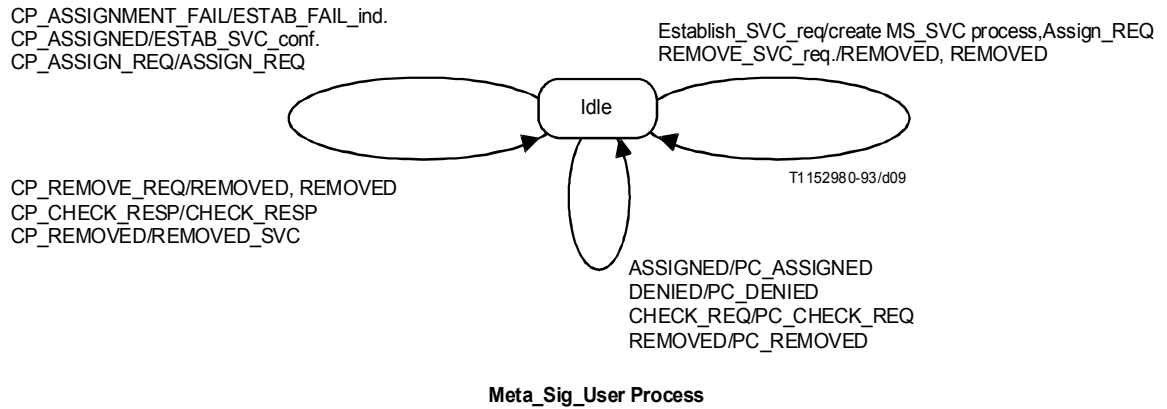 CP_ASSIGNMENT_FAIL/ESTAB_FAIL_ind.
CP_ASSIGNED/ESTAB_SVC_conf.
CP_ASSIGN_REQ/ASSIGN_REQ
Establish_SVC_req/create MS_SVC process,Assign_REQ
REMOVE_SVC_req./REMOVED, REMOVED
Idle
T1152980-93/d09
CP_REMOVE_REQ/REMOVED, REMOVED
CP_CHECK_RESP/CHECK_RESP
CP_REMOVED/REMOVED_SVC
ASSIGNED/PC_ASSIGNED
DENIED/PC_DENIED
CHECK_REQ/PC_CHECK_REQ
REMOVED/PC_REMOVED
Meta_Sig_User Process